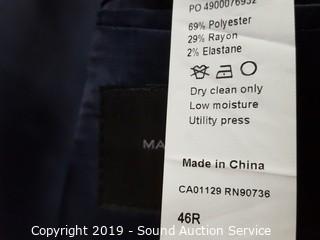 PO 4900076932
69% Polyester
29% Rayon
2% Elastane
Dry clean only
Low moisture
Utility press
MA
Made in China
CA01129 RN90736
46R
Copyright 2019 - Sound Auction Service